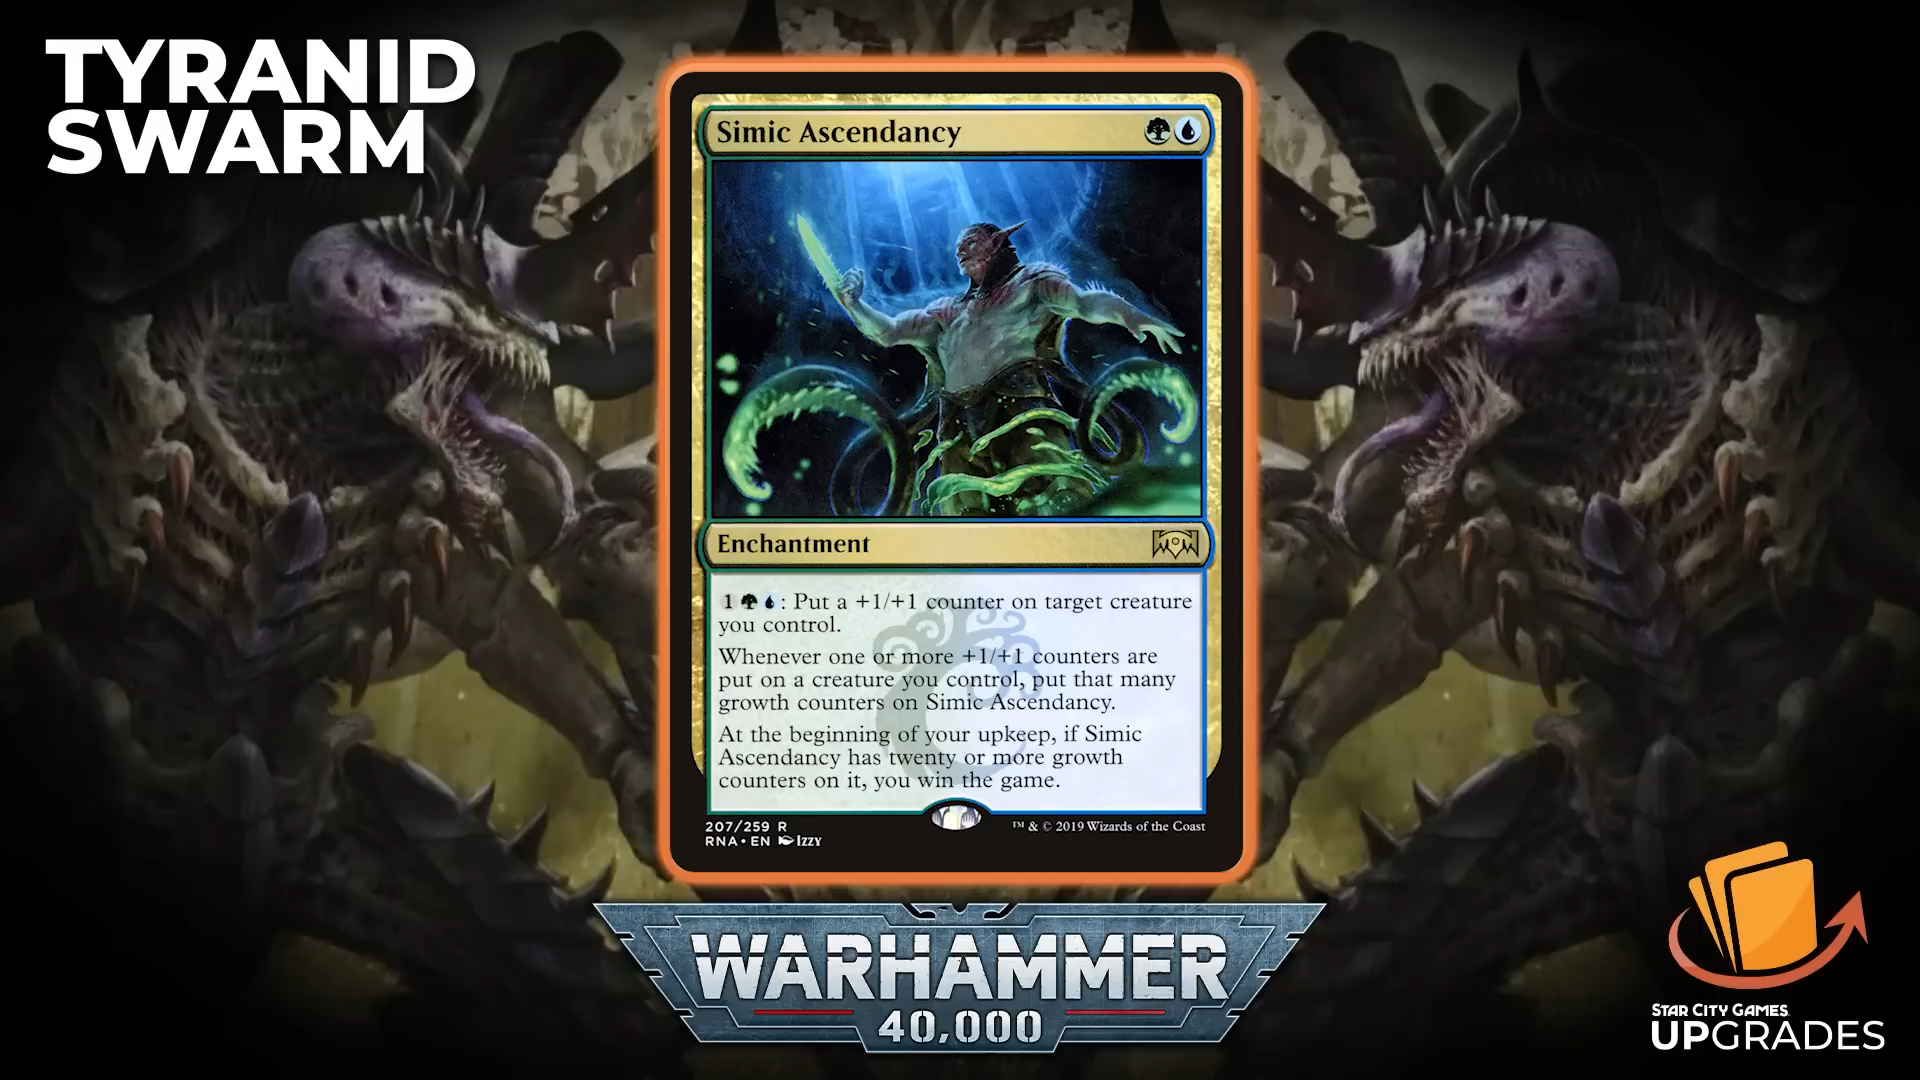 TYRANID
SWARM
Simic Ascendancy
Enchantment
1 : Put a +1/+1 counter on target creature
you control.
Whenever one or more +1/+1 counters are
put on a creature you control, put that many
growth counters on Simic Ascendancy.
At the beginning of your upkeep, if Simic
Ascendancy has twenty or more growth
counters on it, you win the game.
207/259 R
RNA • EN IZZY
™ & © 2019 Wizards of the Coast
WARHAMMER
40,000
STAR CITY GAMES
UPGRADES